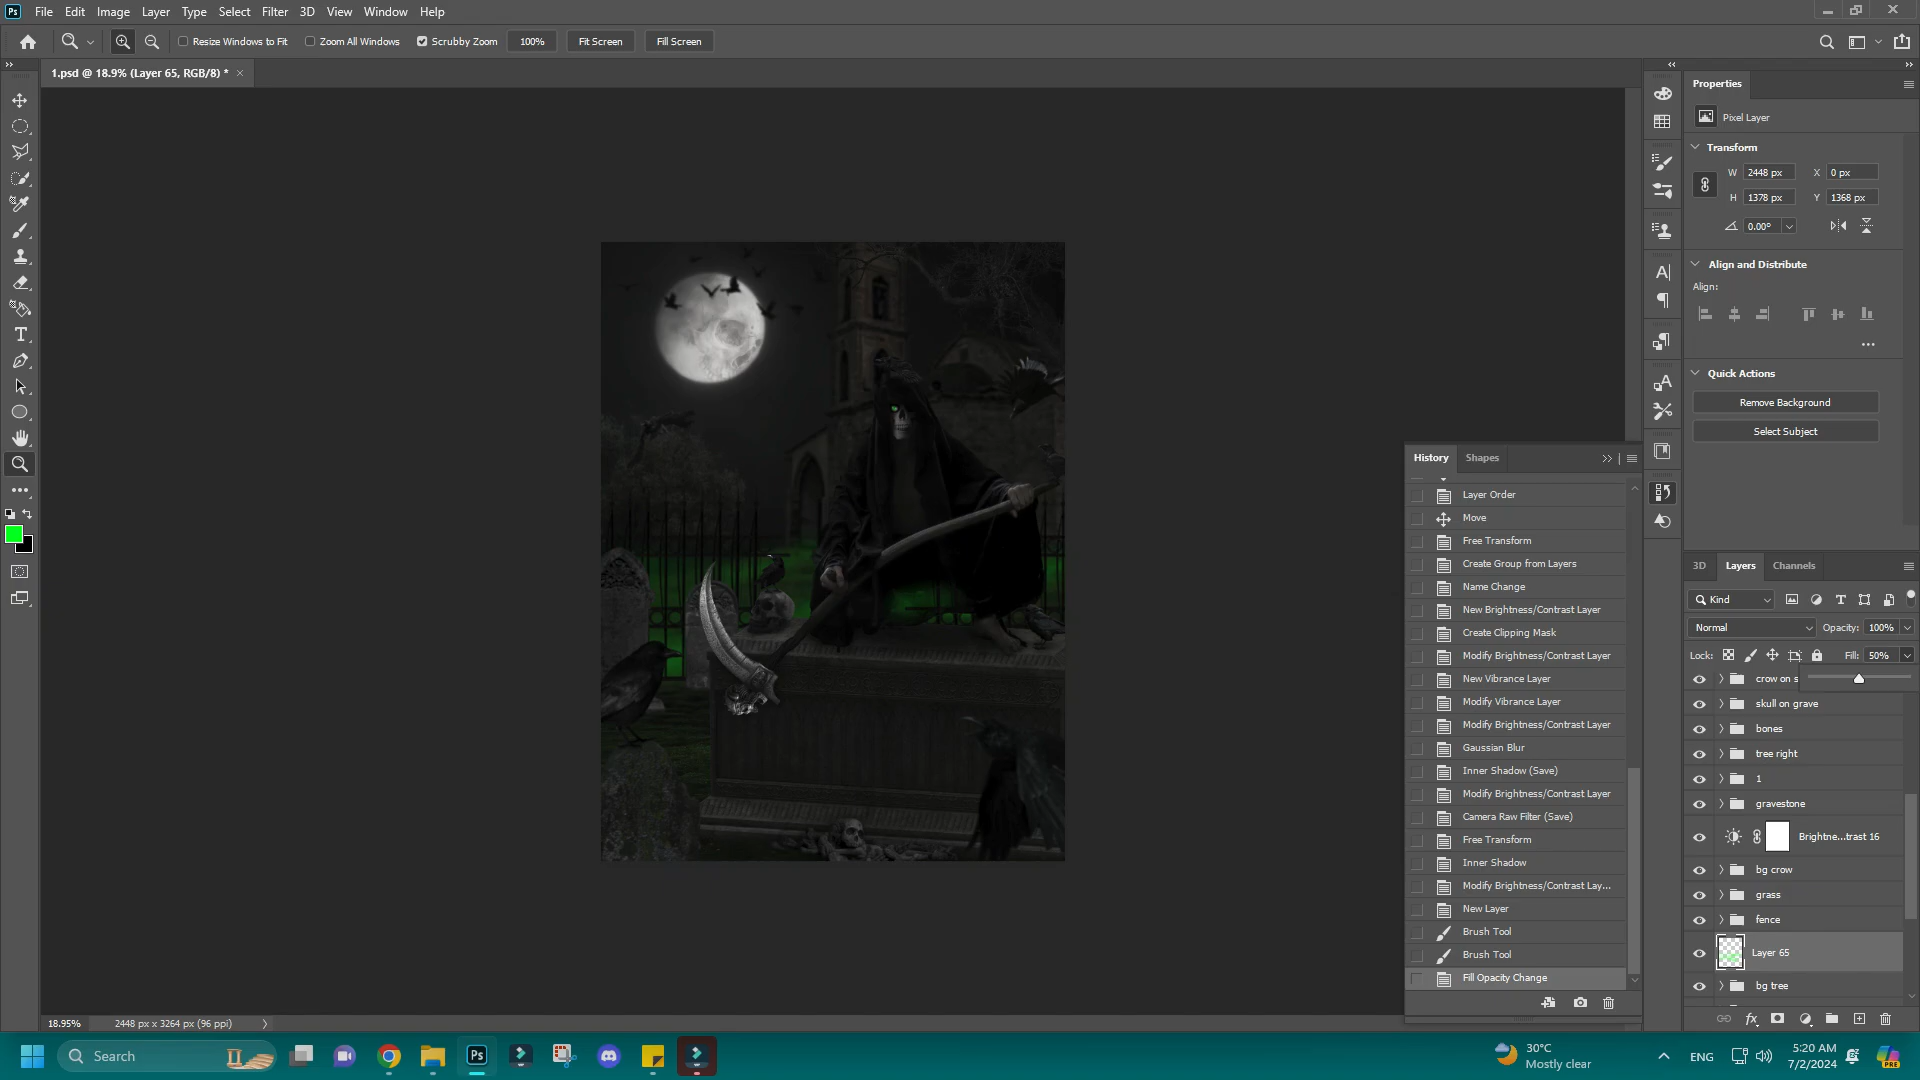 Ps File Edit Image Layer Type Select Filter 3D View Window Help
Resize Windows to Fit Zoom All Windows Scrubby Zoom 100% Fit Screen Fill Screen
1.psd @ 18.9% (Layer 65, RGB/8) *
Properties
Pixel Layer
Transform
W 2448 px X 0 px
H 1378 px Y 1368 px
0.00°
Align and Distribute
Align:
Quick Actions
Remove Background
Select Subject
History Shapes
Layer Order
Move
Free Transform
Create Group from Layers
Name Change
New Brightness/Contrast Layer
Create Clipping Mask
Modify Brightness/Contrast Layer
New Vibrance Layer
Modify Vibrance Layer
Modify Brightness/Contrast Layer
Gaussian Blur
Inner Shadow (Save)
Modify Brightness/Contrast Layer
Camera Raw Filter (Save)
Free Transform
Inner Shadow
Modify Brightness/Contrast Lay...
New Layer
Brush Tool
Brush Tool
Fill Opacity Change
3D Layers Channels
Kind
Normal Opacity: 100%
Lock: Fill: 50%
crow on s
skull on grave
bones
tree right
1
gravestone
Brightne...trast 16
bg crow
grass
fence
Layer 65
bg tree
18.95% 2448 px x 3264 px (96 ppi)
Search
Ps
30°C
Mostly clear
ENG
5:20 AM
7/2/2024
PRE